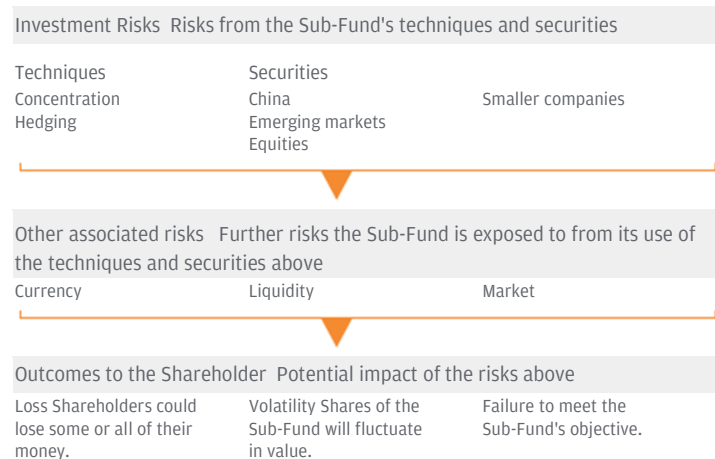 Investment Risks Risks from the Sub-Fund's techniques and securities
Techniques
Concentration
Hedging
Securities
China
Emerging markets
Equities
Smaller companies
Other associated risks Further risks the Sub-Fund is exposed to from its use of
the techniques and securities above
Currency
Liquidity
Market
Outcomes to the Shareholder Potential impact of the risks above
Loss Shareholders could
lose some or all of their
money.
Volatility Shares of the
Sub-Fund will fluctuate
in value.
Failure to meet the
Sub-Fund's objective.